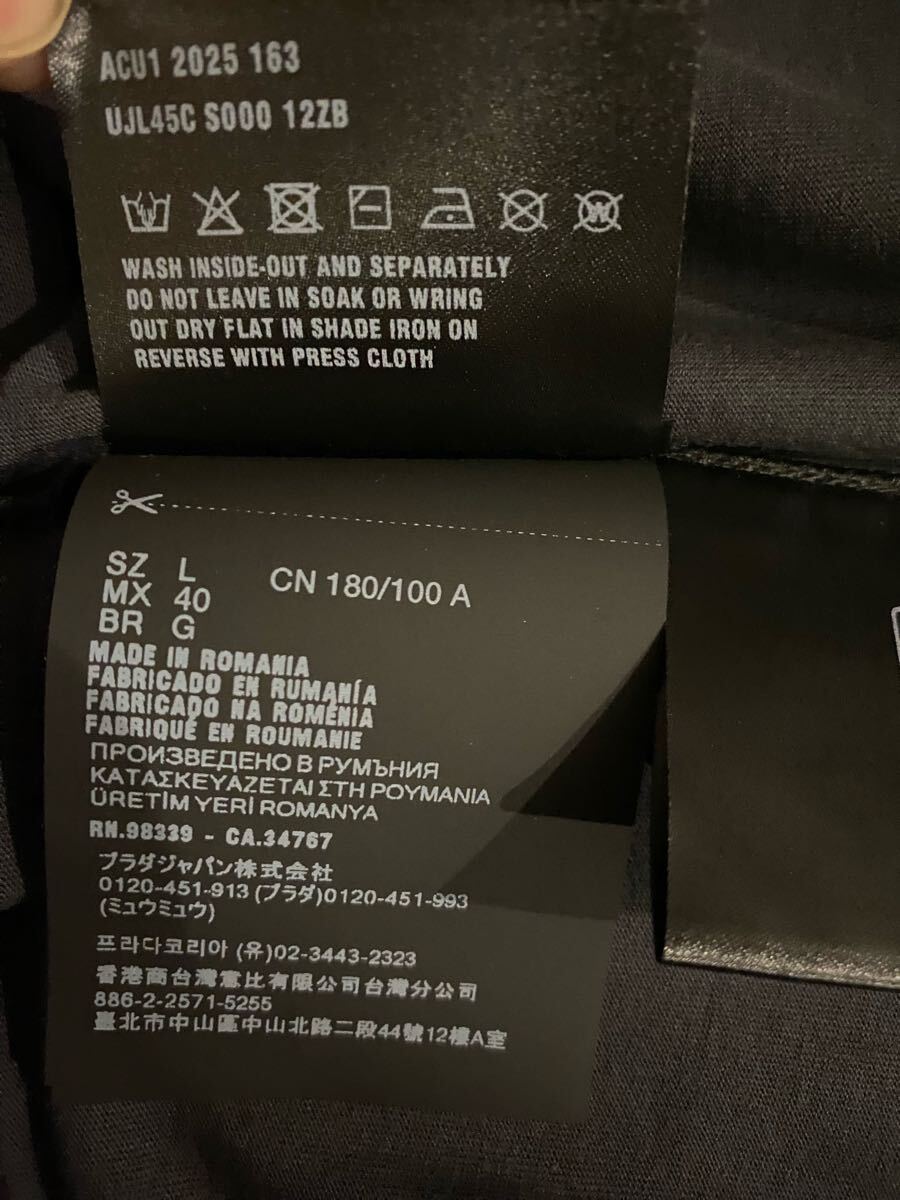 ACU1 2025 163
UJL45C S000 12ZB
WASH INSIDE-OUT AND SEPARATELY
DO NOT LEAVE IN SOAK OR WRING
OUT DRY FLAT IN SHADE IRON ON
REVERSE WITH PRESS CLOTH
SZ L CN 180/100 A
MX 40
BR G
MADE IN ROMANIA
FABRICADO EN RUMANÍA
FABRICADO NA ROMÉNIA
FABRIQUÉ EN ROUMANIE
ПРОИЗВЕДЕНО В РУМЪНИЯ
ΚΑΤΑΣΚΕΥΑΖΕΤΑΙ ΣΤΗ ΡΟΥΜΑΝΙΑ
ÜRETİM YERİ ROMANYA
RN.98339 - CA.34767
プラダジャパン株式会社
0120-451-913 (プラダ)0120-451-993
(ミュウミュウ)
프라다코리아 (유)02-3443-2323
香港商台灣意比有限公司台灣分公司
886-2-2571-5255
臺北市中山區中山北路二段44號12樓A室